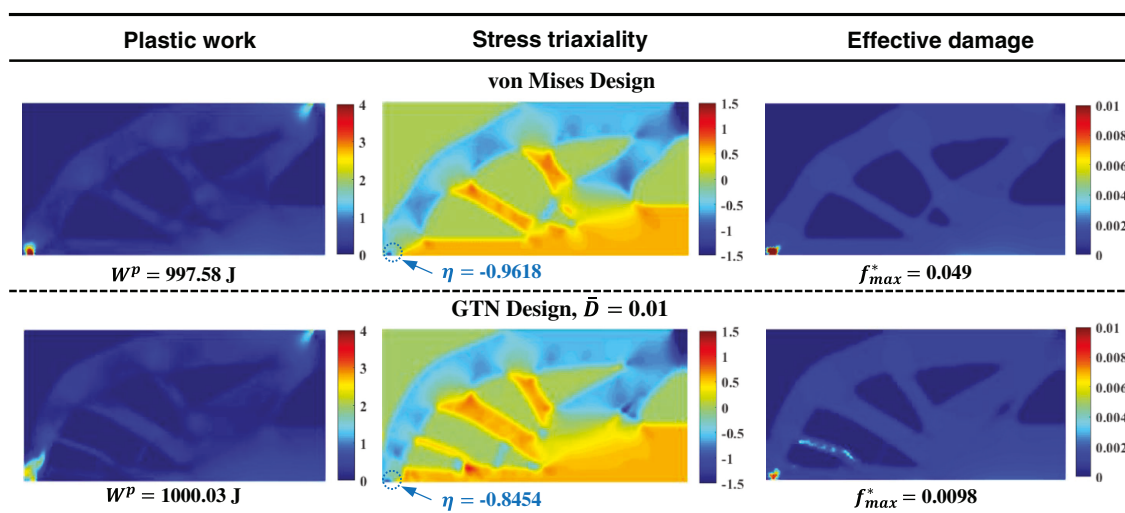 Plastic work Stress triaxiality Effective damage
von Mises Design
4 1.5 0.01
3 1 0.008
0.5 0.006
2 0
-0.5 0.004
1 -1 0.002
0 -1.5 0
W^p = 997.58 J η = -0.9618 f*_max = 0.049
GTN Design, D̄ = 0.01
4 1.5 0.01
3 1 0.008
0.5 0.006
2 0
-0.5 0.004
1 -1 0.002
0 -1.5 0
W^p = 1000.03 J η = -0.8454 f*_max = 0.0098